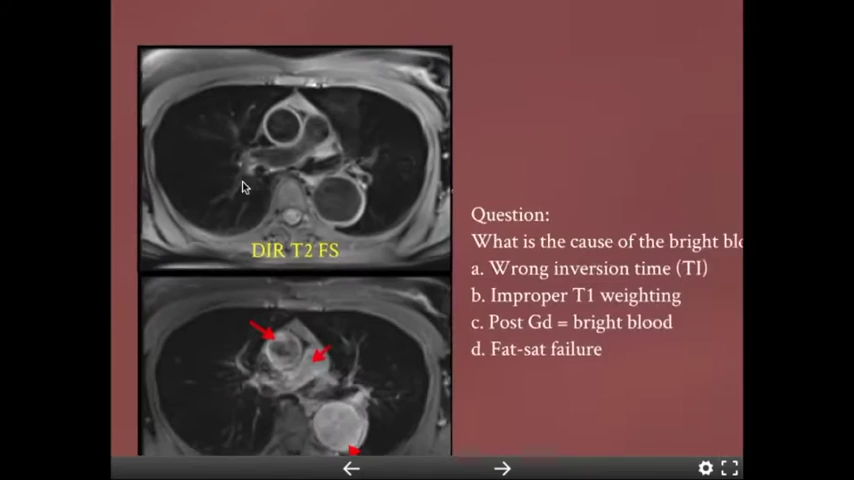 DIR T2 FS
Question:
What is the cause of the bright
a. Wrong inversion time (TI)
b. Improper T1 weighting
c. Post Gd = bright blood
d. Fat-sat failure